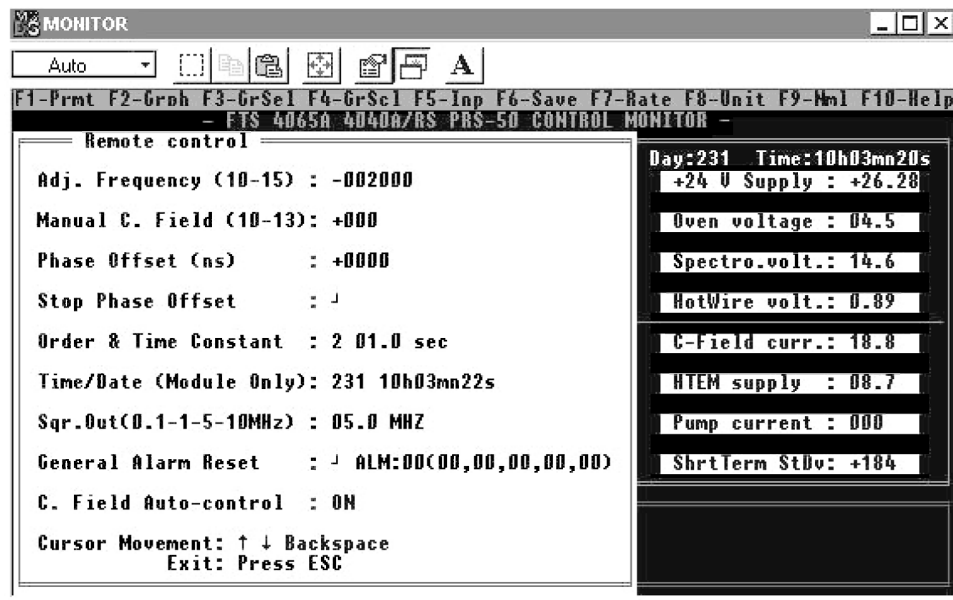 MONITOR
Auto
A
F1-Prmt F2-Grph F3-GrSel F4-GrScl F5-Inp F6-Save F7-Rate F8-Unit F9-Nml F10-Help
- FTS 4065A 4040A/RS PRS-50 CONTROL MONITOR -
Remote control
Adj. Frequency (10-15) : -002000
Manual C. Field (10-13): +000
Phase Offset (ns) : +0000
Stop Phase Offset : ┘
Order & Time Constant : 2 01.0 sec
Time/Date (Module Only): 231 10h03mn22s
Sqr.Out(0.1-1-5-10MHz) : 05.0 MHZ
General Alarm Reset : ┘ ALM:00(00,00,00,00,00)
C. Field Auto-control : ON
Cursor Movement: ↑ ↓ Backspace
Exit: Press ESC
Day:231 Time:10h03mn20s
+24 V Supply : +26.28
Oven voltage : 04.5
Spectro.volt.: 14.6
HotWire volt.: 0.89
C-Field curr.: 18.8
HTEM supply : 08.7
Pump current : 000
ShrtTerm StDv: +184